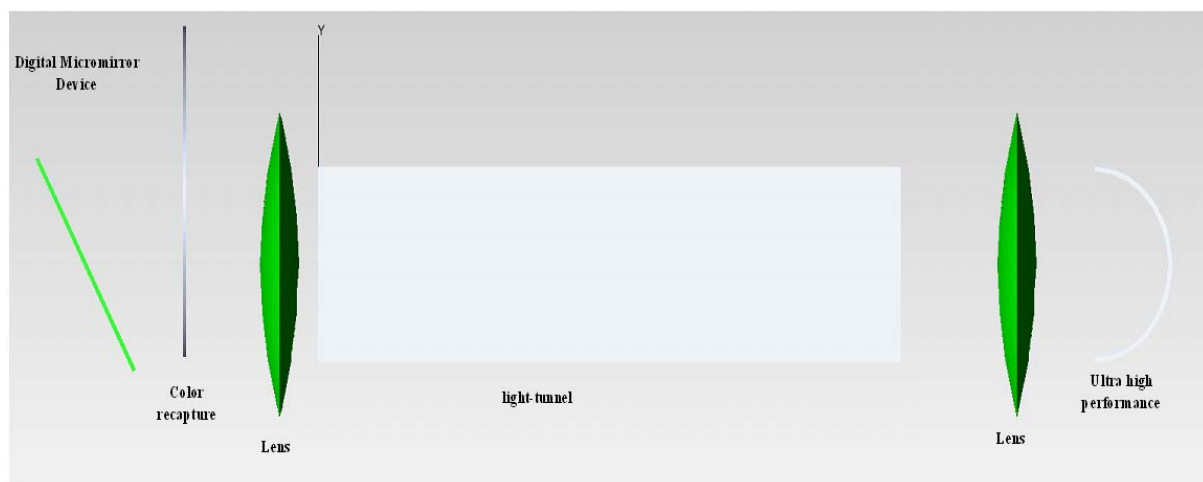 Y
Digital Micromirror
Device
Color
recapture
Lens
light-tunnel
Lens
Ultra high
performance